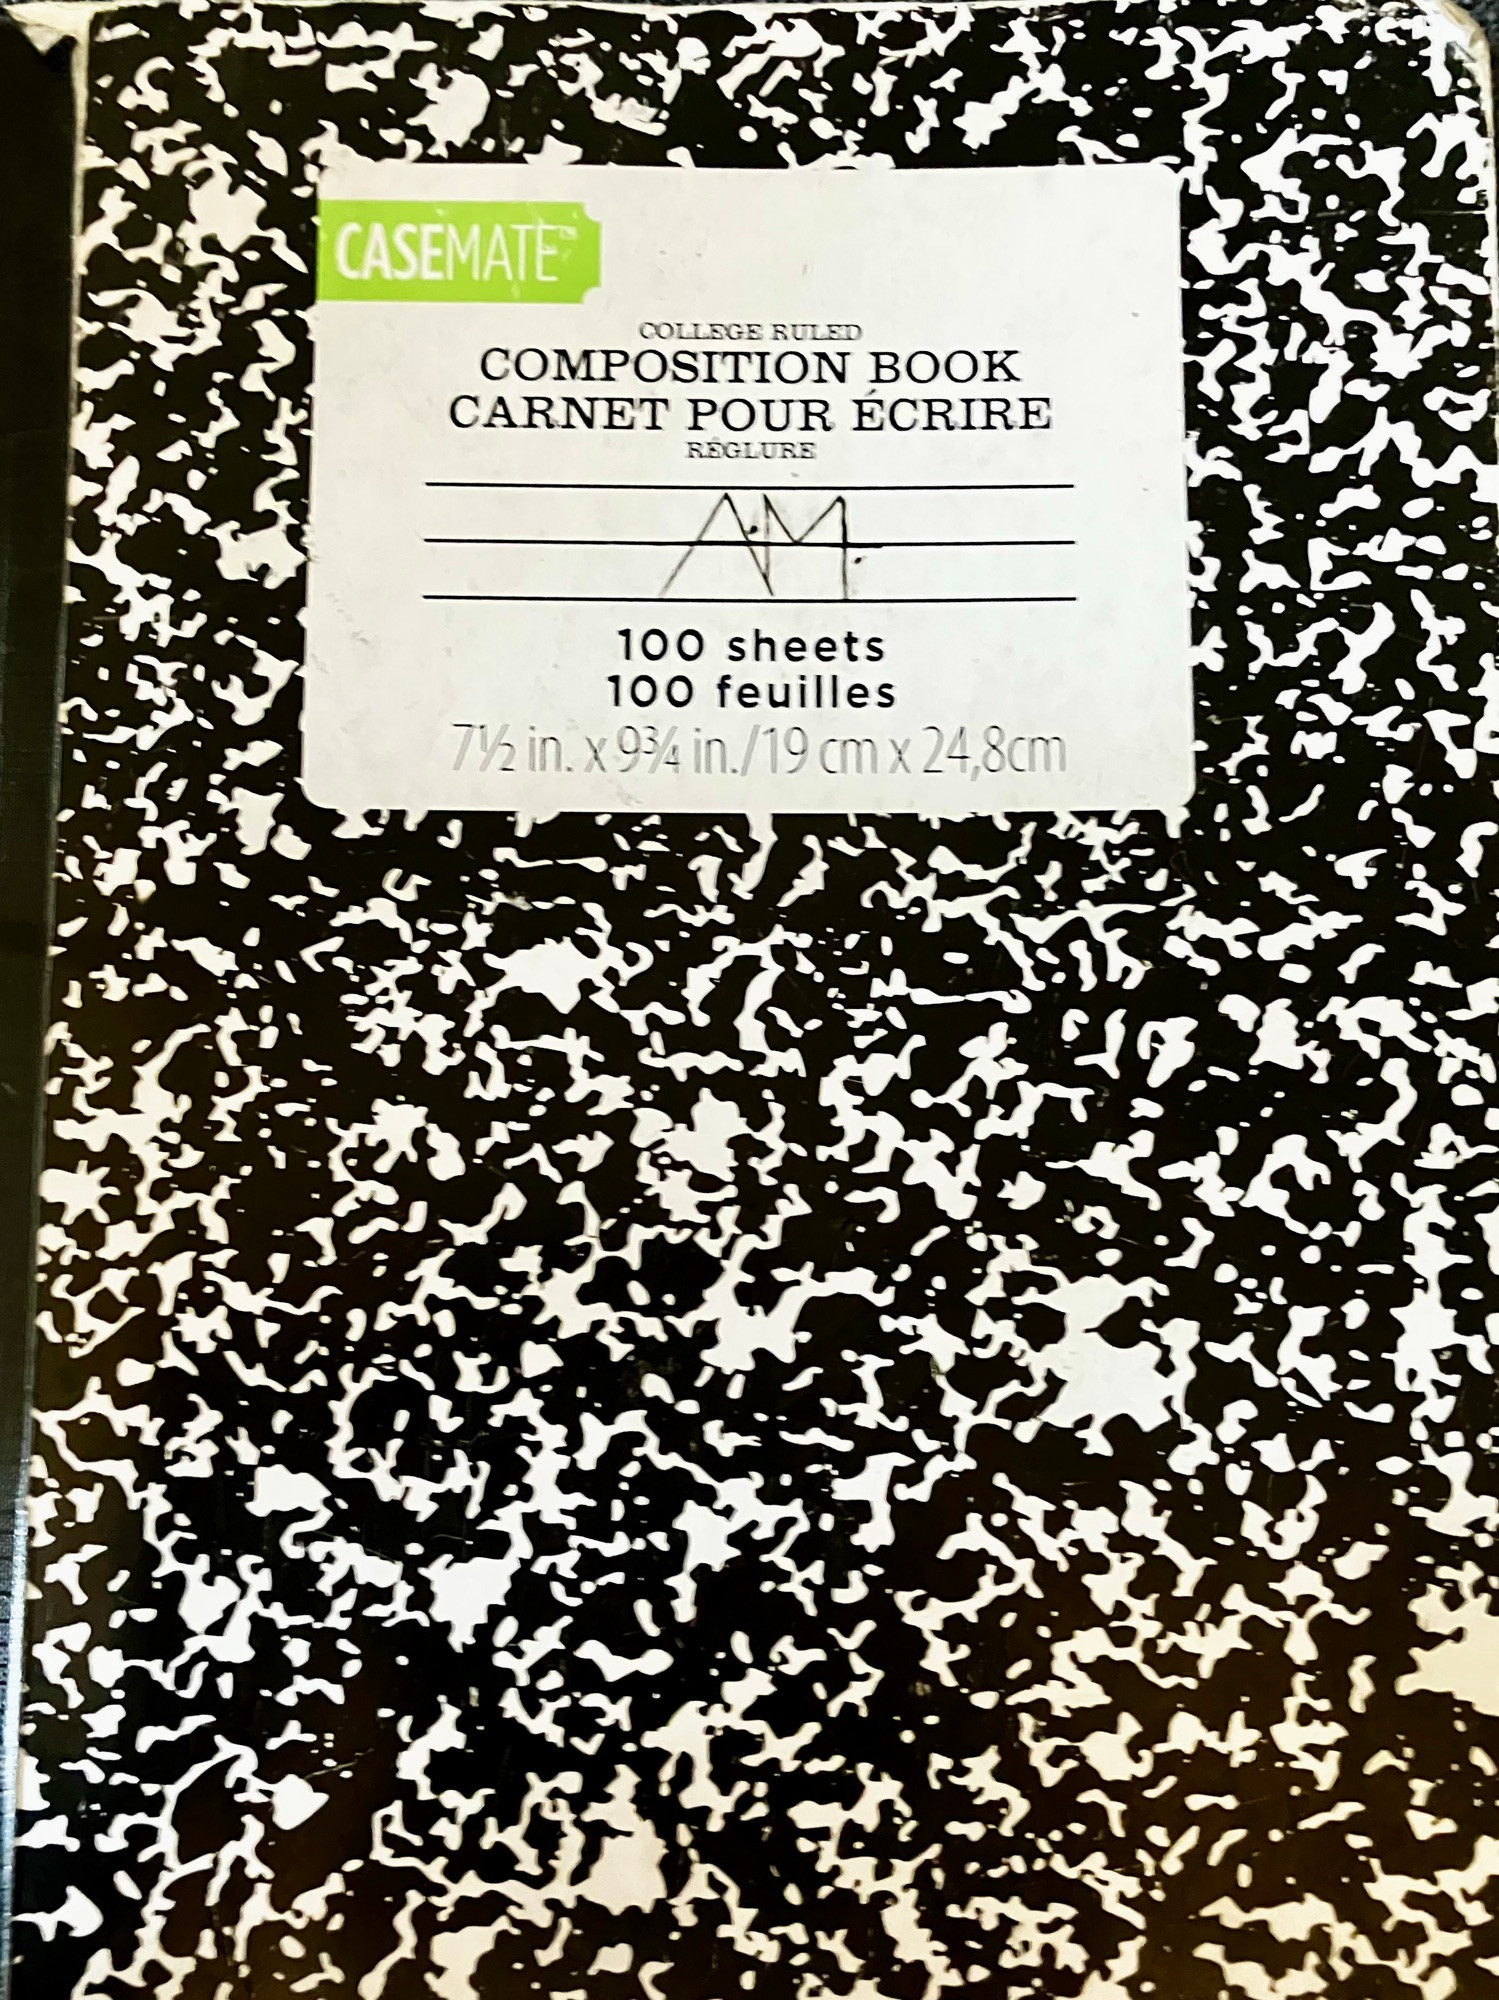 CASEMATE™
COLLEGE RULED
COMPOSITION BOOK
CARNET POUR ÉCRIRE
RÉGLURE
A.M.
100 sheets
100 feuilles
7½ in. x 9¾ in./19 cm x 24,8cm